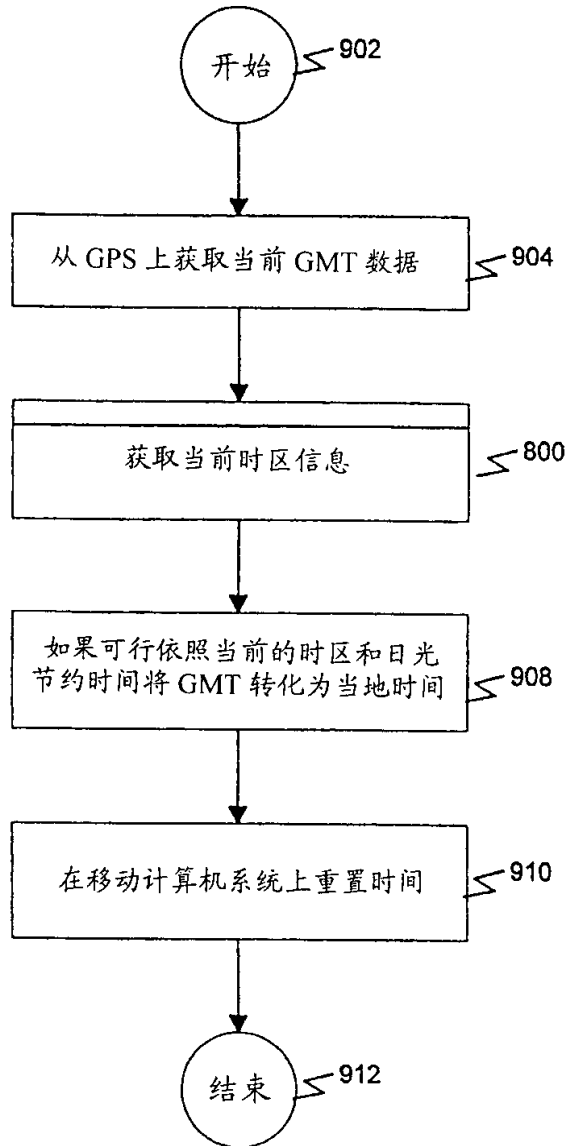 开始
902
从 GPS 上获取当前 GMT 数据
904
获取当前时区信息
800
如果可行依照当前的时区和日光
节约时间将 GMT 转化为当地时间
908
在移动计算机系统上重置时间
910
结束
912